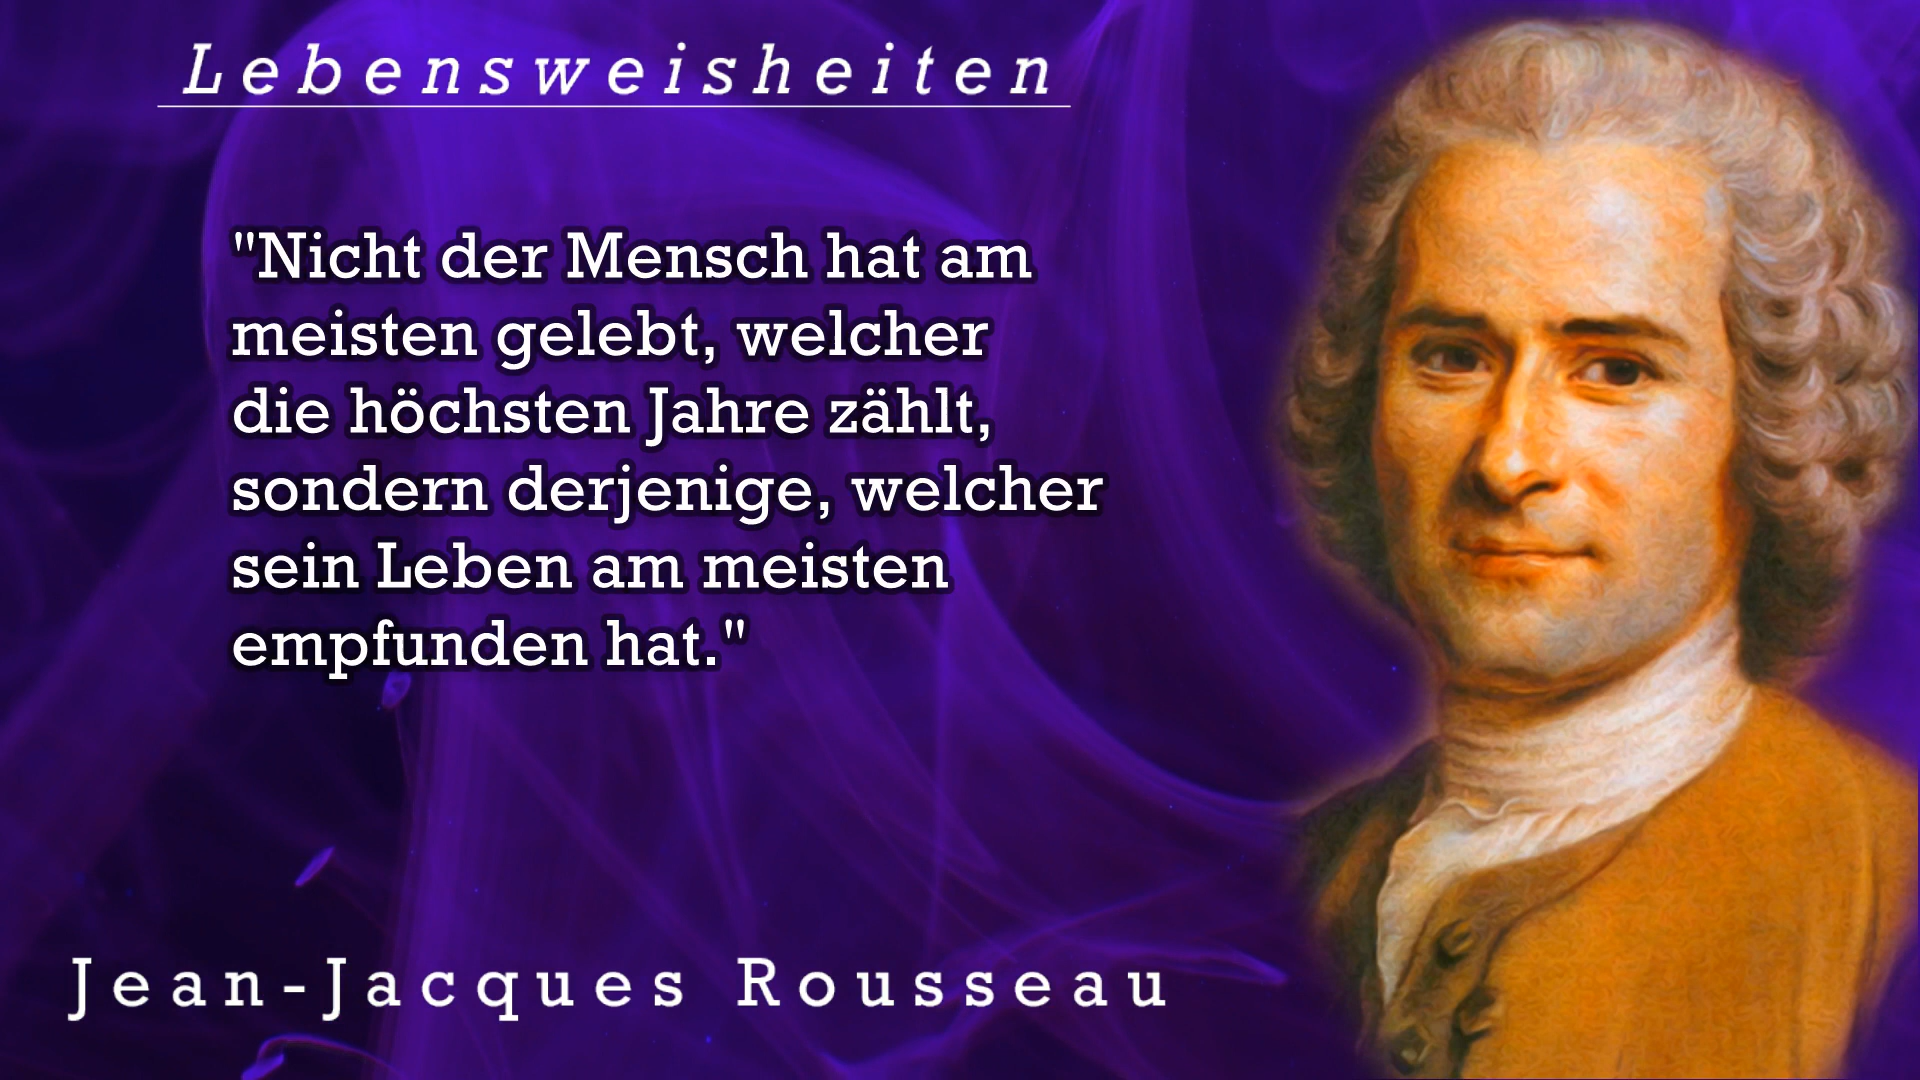 Lebensweisheiten
"Nicht der Mensch hat am
meisten gelebt, welcher
die höchsten Jahre zählt,
sondern derjenige, welcher
sein Leben am meisten
empfunden hat."
Jean-Jacques Rousseau